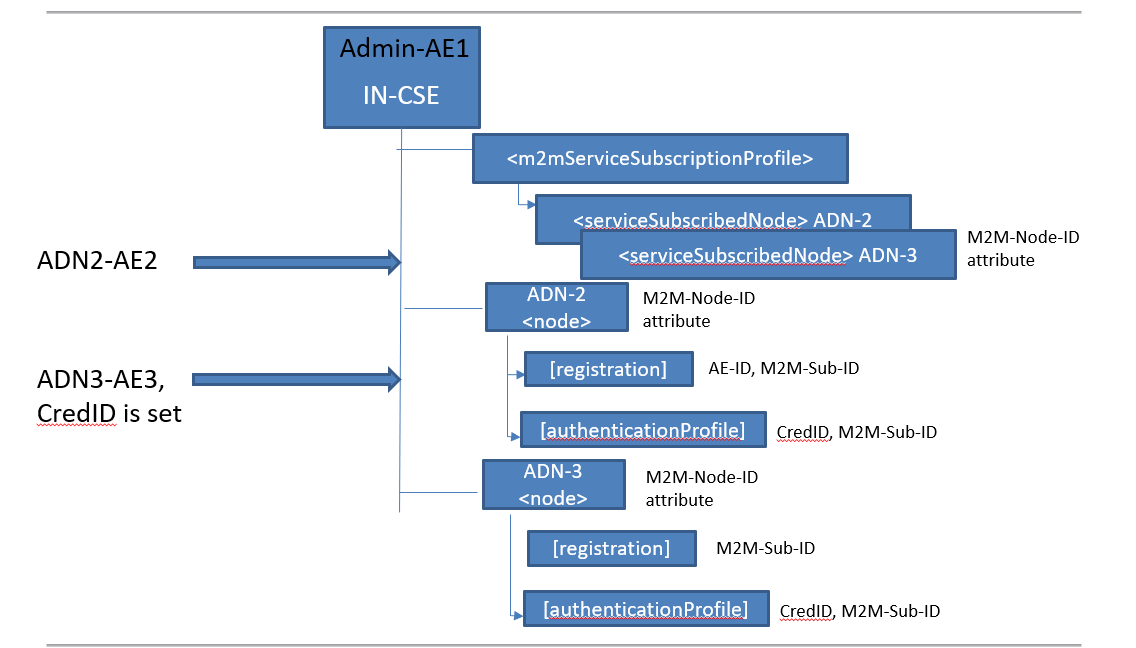 Admin-AE1
IN-CSE
<m2mServiceSubscriptionProfile>
<serviceSubscribedNode> ADN-2
<serviceSubscribedNode> ADN-3
M2M-Node-ID
attribute
ADN2-AE2
ADN-2
<node>
M2M-Node-ID
attribute
[registration]
AE-ID, M2M-Sub-ID
ADN3-AE3,
CredID is set
[authenticationProfile]
CredID, M2M-Sub-ID
ADN-3
<node>
M2M-Node-ID
attribute
[registration]
M2M-Sub-ID
[authenticationProfile]
CredID, M2M-Sub-ID